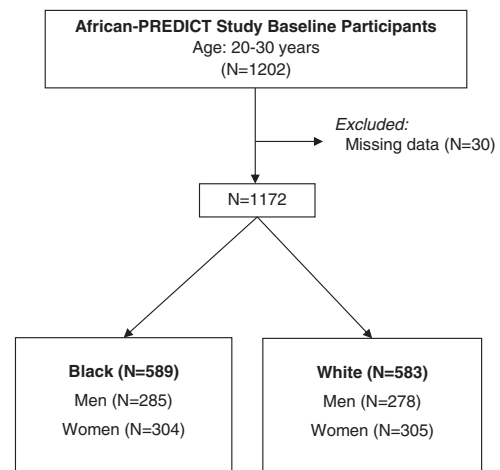 African-PREDICT Study Baseline Participants
Age: 20-30 years
(N=1202)
Excluded:
Missing data (N=30)
N=1172
Black (N=589)
Men (N=285)
Women (N=304)
White (N=583)
Men (N=278)
Women (N=305)